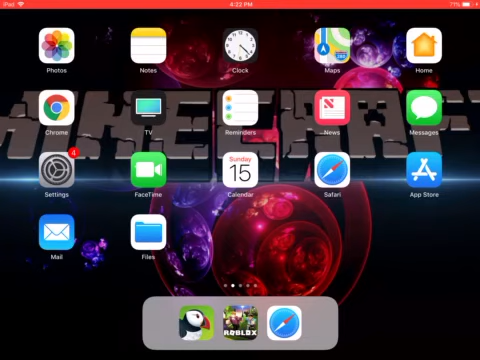 iPad 4:22 PM 77%
Photos Notes Clock Maps Home
MINECRAFT
Chrome TV Reminders News Messages
4 Sunday
15
Settings FaceTime Calendar Safari App Store
Mail Files
ROBLOX